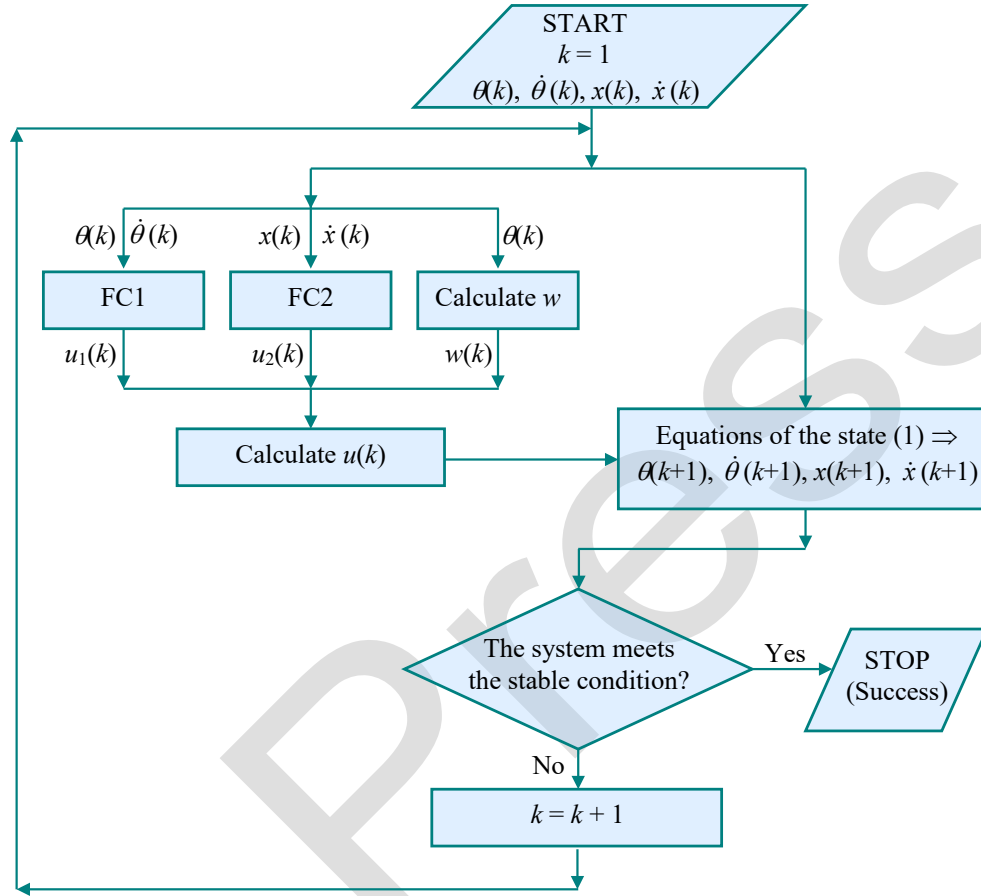 START
k = 1
θ(k), θ̇(k), x(k), ẋ(k)
θ(k) θ̇(k)
x(k) ẋ(k)
θ(k)
FC1
FC2
Calculate w
u₁(k)
u₂(k)
w(k)
Calculate u(k)
Equations of the state (1) ⇒
θ(k+1), θ̇(k+1), x(k+1), ẋ(k+1)
The system meets
the stable condition?
Yes
STOP
(Success)
No
k = k + 1
Press